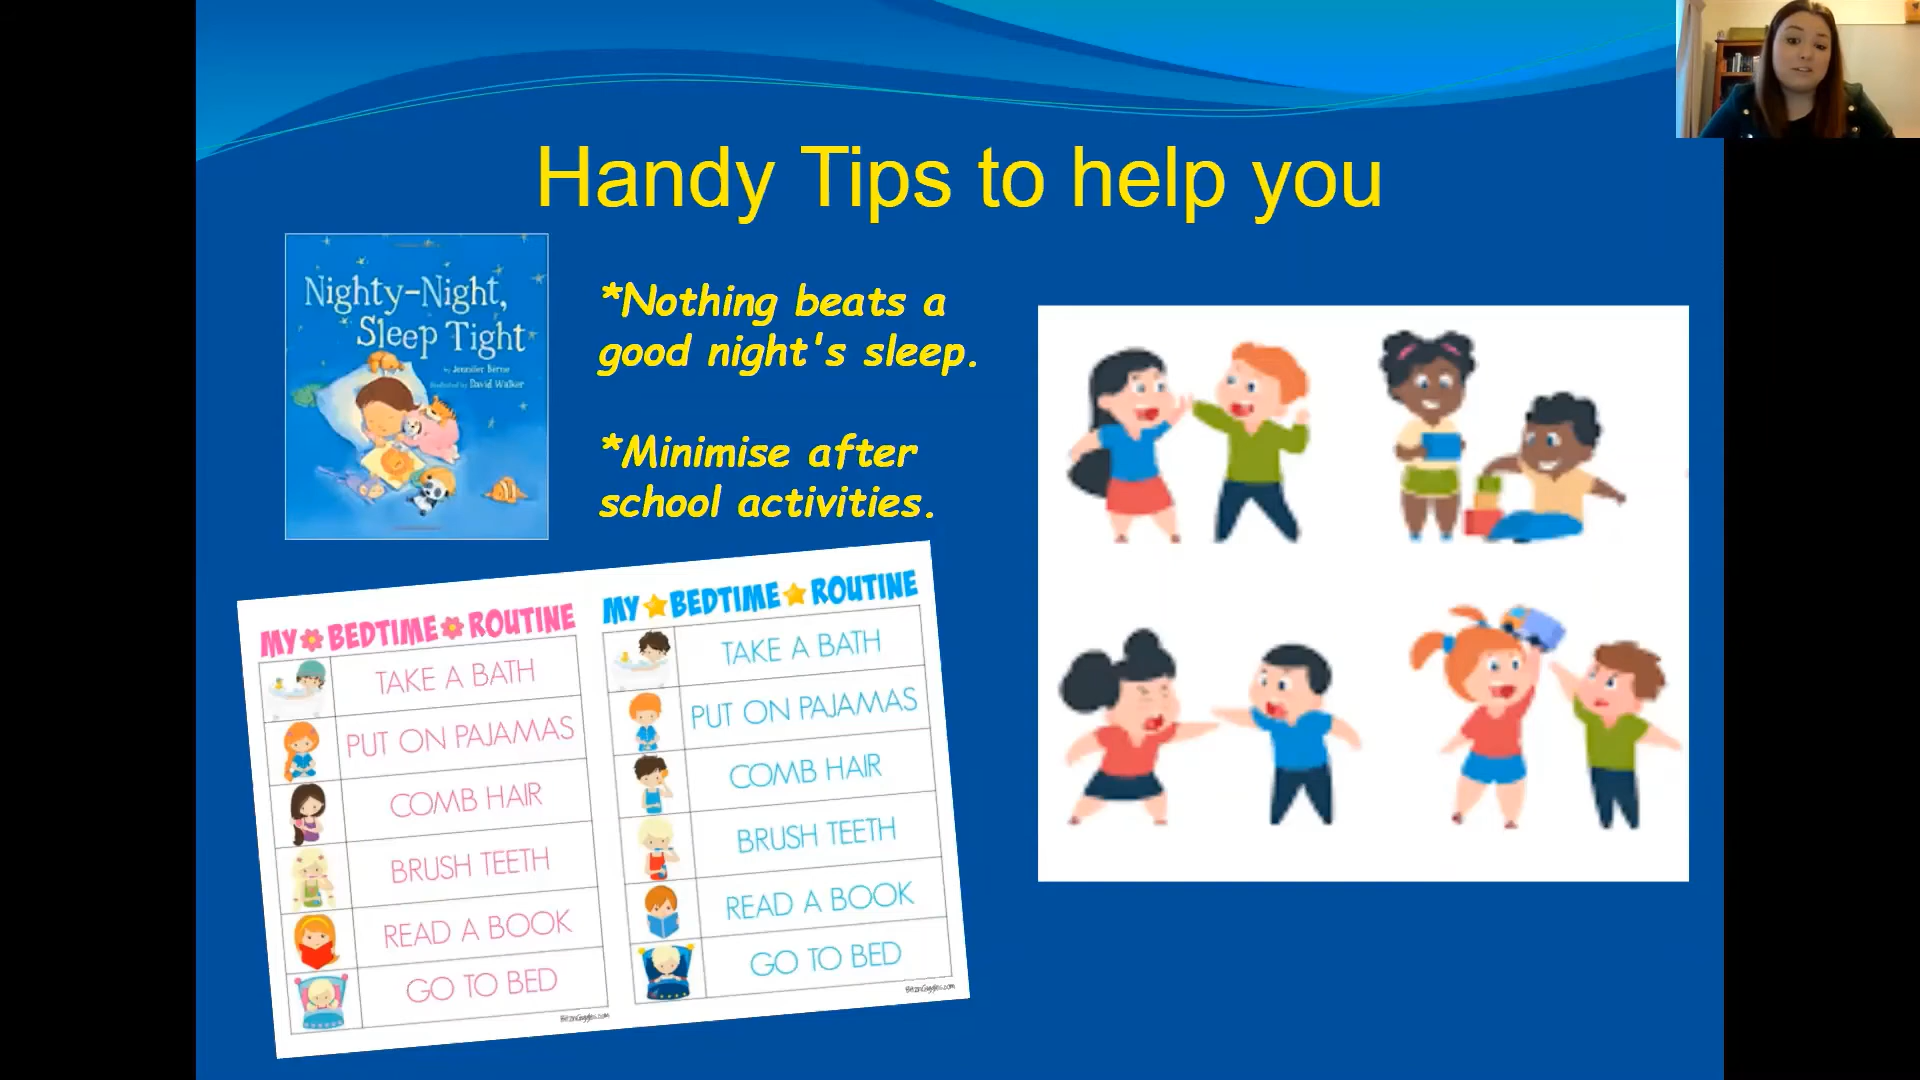 Handy Tips to help you
Nighty-Night,
Sleep Tight
by Jennifer Berne
illustrated by David Walker
*Nothing beats a
good night's sleep.
*Minimise after
school activities.
MY BEDTIME ROUTINE
TAKE A BATH
PUT ON PAJAMAS
COMB HAIR
BRUSH TEETH
READ A BOOK
GO TO BED
MY BEDTIME ROUTINE
TAKE A BATH
PUT ON PAJAMAS
COMB HAIR
BRUSH TEETH
READ A BOOK
GO TO BED